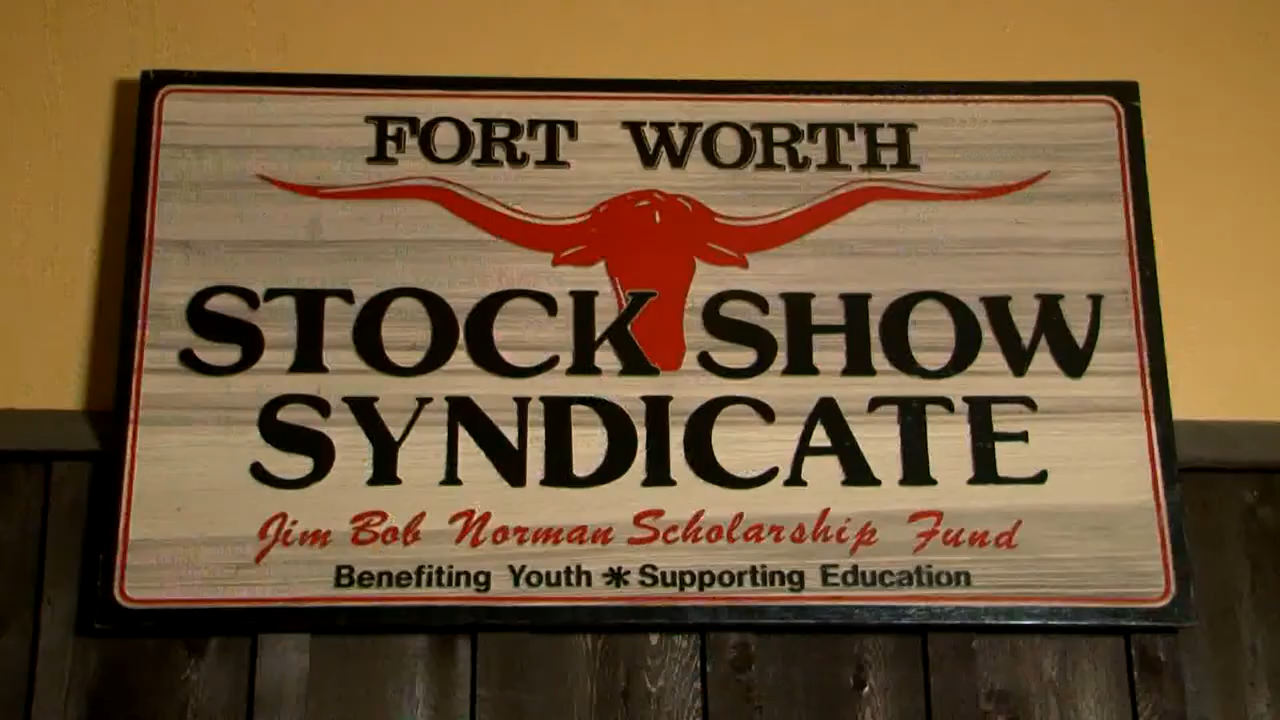 FORT WORTH
STOCK SHOW
SYNDICATE
Jim Bob Norman Scholarship Fund
Benefiting Youth * Supporting Education